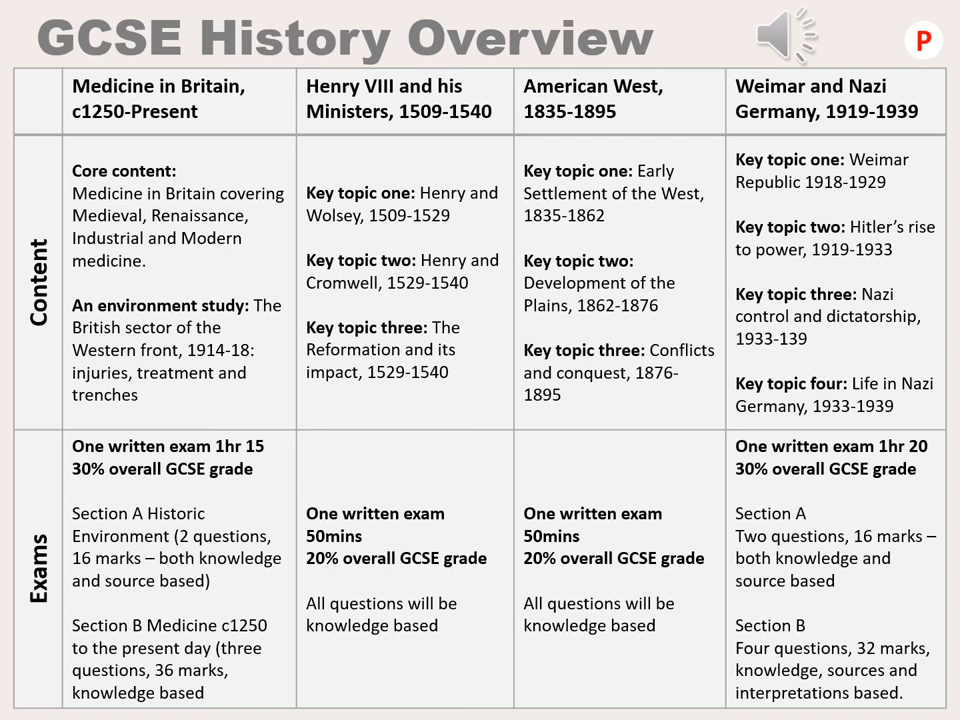 GCSE History Overview
P
Medicine in Britain,
c1250-Present
Henry VIII and his
Ministers, 1509-1540
American West,
1835-1895
Weimar and Nazi
Germany, 1919-1939
Content
Core content:
Medicine in Britain covering
Medieval, Renaissance,
Industrial and Modern
medicine.
An environment study: The
British sector of the
Western front, 1914-18:
injuries, treatment and
trenches
Key topic one: Henry and
Wolsey, 1509-1529
Key topic two: Henry and
Cromwell, 1529-1540
Key topic three: The
Reformation and its
impact, 1529-1540
Key topic one: Early
Settlement of the West,
1835-1862
Key topic two:
Development of the
Plains, 1862-1876
Key topic three: Conflicts
and conquest, 1876-
1895
Key topic one: Weimar
Republic 1918-1929
Key topic two: Hitler’s rise
to power, 1919-1933
Key topic three: Nazi
control and dictatorship,
1933-139
Key topic four: Life in Nazi
Germany, 1933-1939
Exams
One written exam 1hr 15
30% overall GCSE grade
Section A Historic
Environment (2 questions,
16 marks – both knowledge
and source based)
Section B Medicine c1250
to the present day (three
questions, 36 marks,
knowledge based
One written exam
50mins
20% overall GCSE grade
All questions will be
knowledge based
One written exam
50mins
20% overall GCSE grade
All questions will be
knowledge based
One written exam 1hr 20
30% overall GCSE grade
Section A
Two questions, 16 marks –
both knowledge and
source based
Section B
Four questions, 32 marks,
knowledge, sources and
interpretations based.